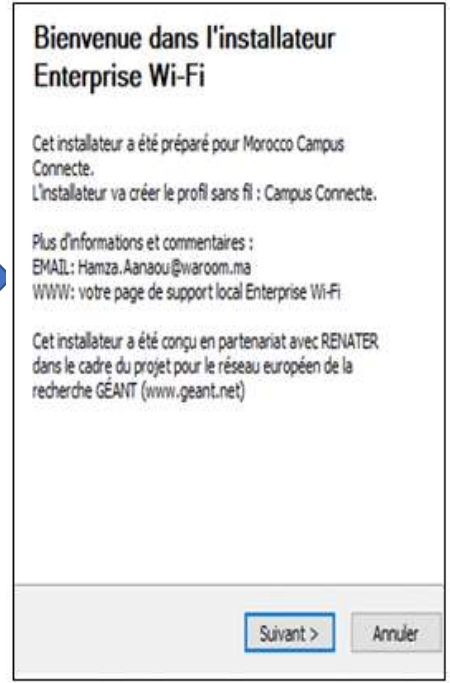 Bienvenue dans l'installateur
Enterprise Wi-Fi
Cet installateur a été préparé pour Morocco Campus
Connecte.
L'installateur va créer le profil sans fil : Campus Connecte.
Plus d'informations et commentaires :
EMAIL: Hamza.Aanaou@waroom.ma
WWW: votre page de support local Enterprise Wi-Fi
Cet installateur a été conçu en partenariat avec RENATER
dans le cadre du projet pour le réseau européen de la
recherche GÉANT (www.geant.net)
Suivant > Annuler